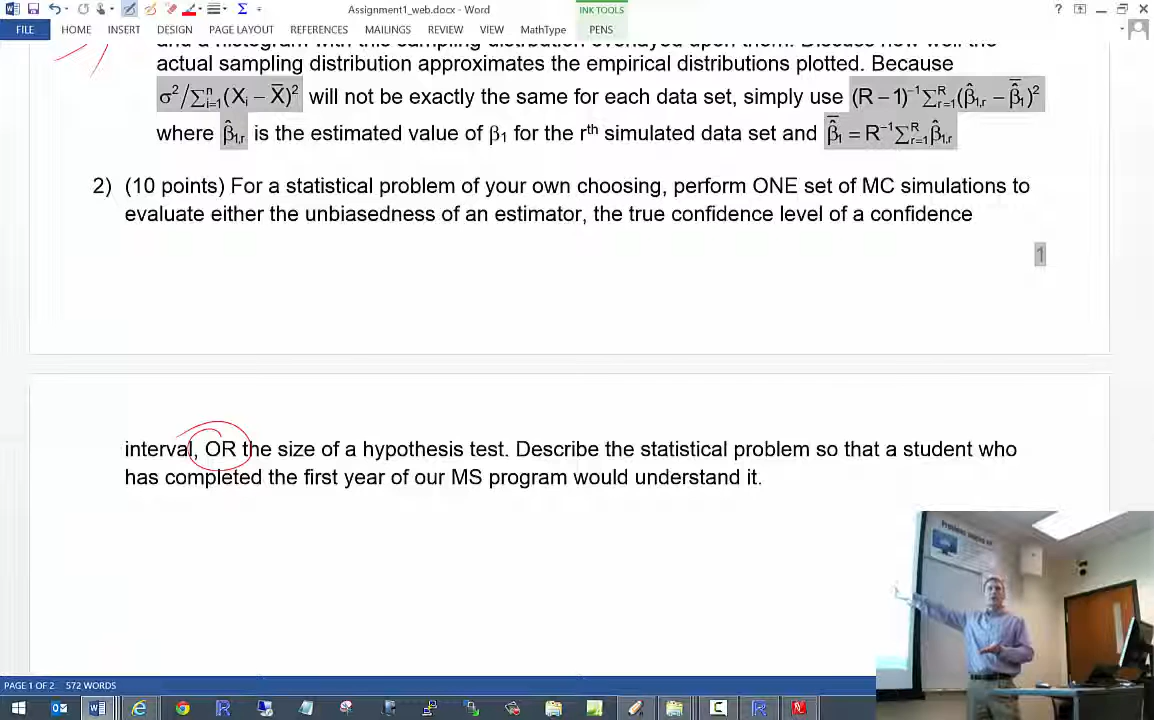 Assignment1_web.docx - Word
INK TOOLS
FILE HOME INSERT DESIGN PAGE LAYOUT REFERENCES MAILINGS REVIEW VIEW MathType PENS
actual sampling distribution approximates the empirical distributions plotted. Because
σ²/∑ⁿᵢ₌₁(Xᵢ − X̄)² will not be exactly the same for each data set, simply use (R − 1)⁻¹∑ᴿᵣ₌₁(β̂₁,ᵣ − β̂̄₁)²
where β̂₁,ᵣ is the estimated value of β₁ for the rᵗʰ simulated data set and β̂̄₁ = R⁻¹∑ᴿᵣ₌₁β̂₁,ᵣ
2) (10 points) For a statistical problem of your own choosing, perform ONE set of MC simulations to
evaluate either the unbiasedness of an estimator, the true confidence level of a confidence
1
interval, OR the size of a hypothesis test. Describe the statistical problem so that a student who
has completed the first year of our MS program would understand it.
PAGE 1 OF 2 572 WORDS